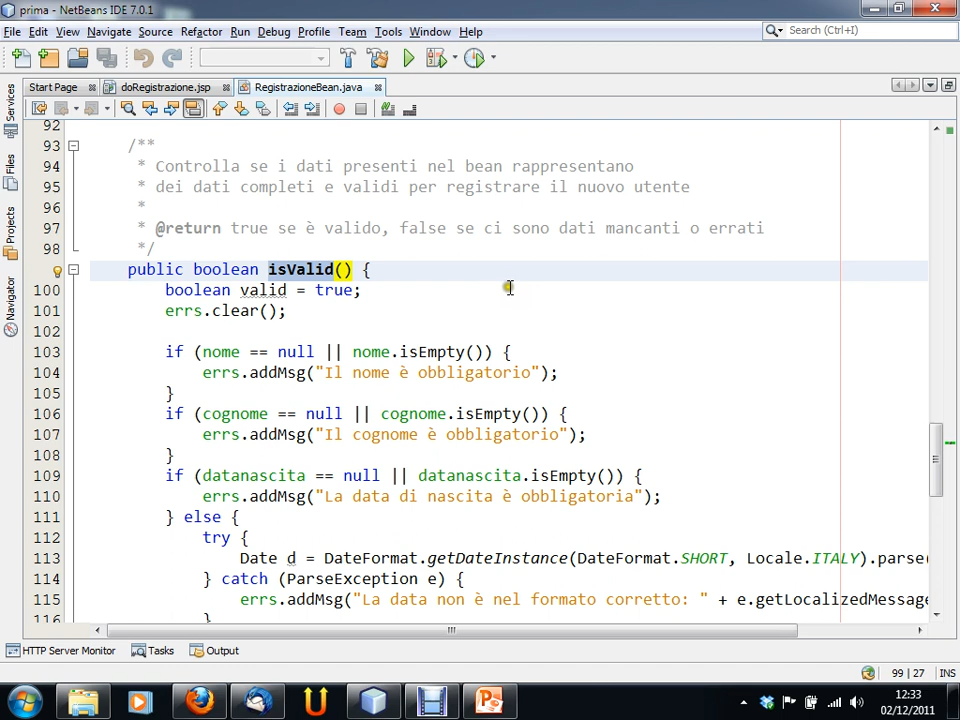 prima - NetBeans IDE 7.0.1
File Edit View Navigate Source Refactor Run Debug Profile Team Tools Window Help
Search (Ctrl+I)
Start Page doRegistrazione.jsp RegistrazioneBean.java
Services
Files
Projects
Navigator
92
93 /**
94 * Controlla se i dati presenti nel bean rappresentano
95 * dei dati completi e validi per registrare il nuovo utente
96 *
97 * @return true se è valido, false se ci sono dati mancanti o errati
98 */
public boolean isValid() {
100 boolean valid = true;
101 errs.clear();
102
103 if (nome == null || nome.isEmpty()) {
104 errs.addMsg("Il nome è obbligatorio");
105 }
106 if (cognome == null || cognome.isEmpty()) {
107 errs.addMsg("Il cognome è obbligatorio");
108 }
109 if (datanascita == null || datanascita.isEmpty()) {
110 errs.addMsg("La data di nascita è obbligatoria");
111 } else {
112 try {
113 Date d = DateFormat.getDateInstance(DateFormat.SHORT, Locale.ITALY).parse(
114 } catch (ParseException e) {
115 errs.addMsg("La data non è nel formato corretto: " + e.getLocalizedMessage
116 }
HTTP Server Monitor Tasks Output
99 | 27 INS
12:33
02/12/2011